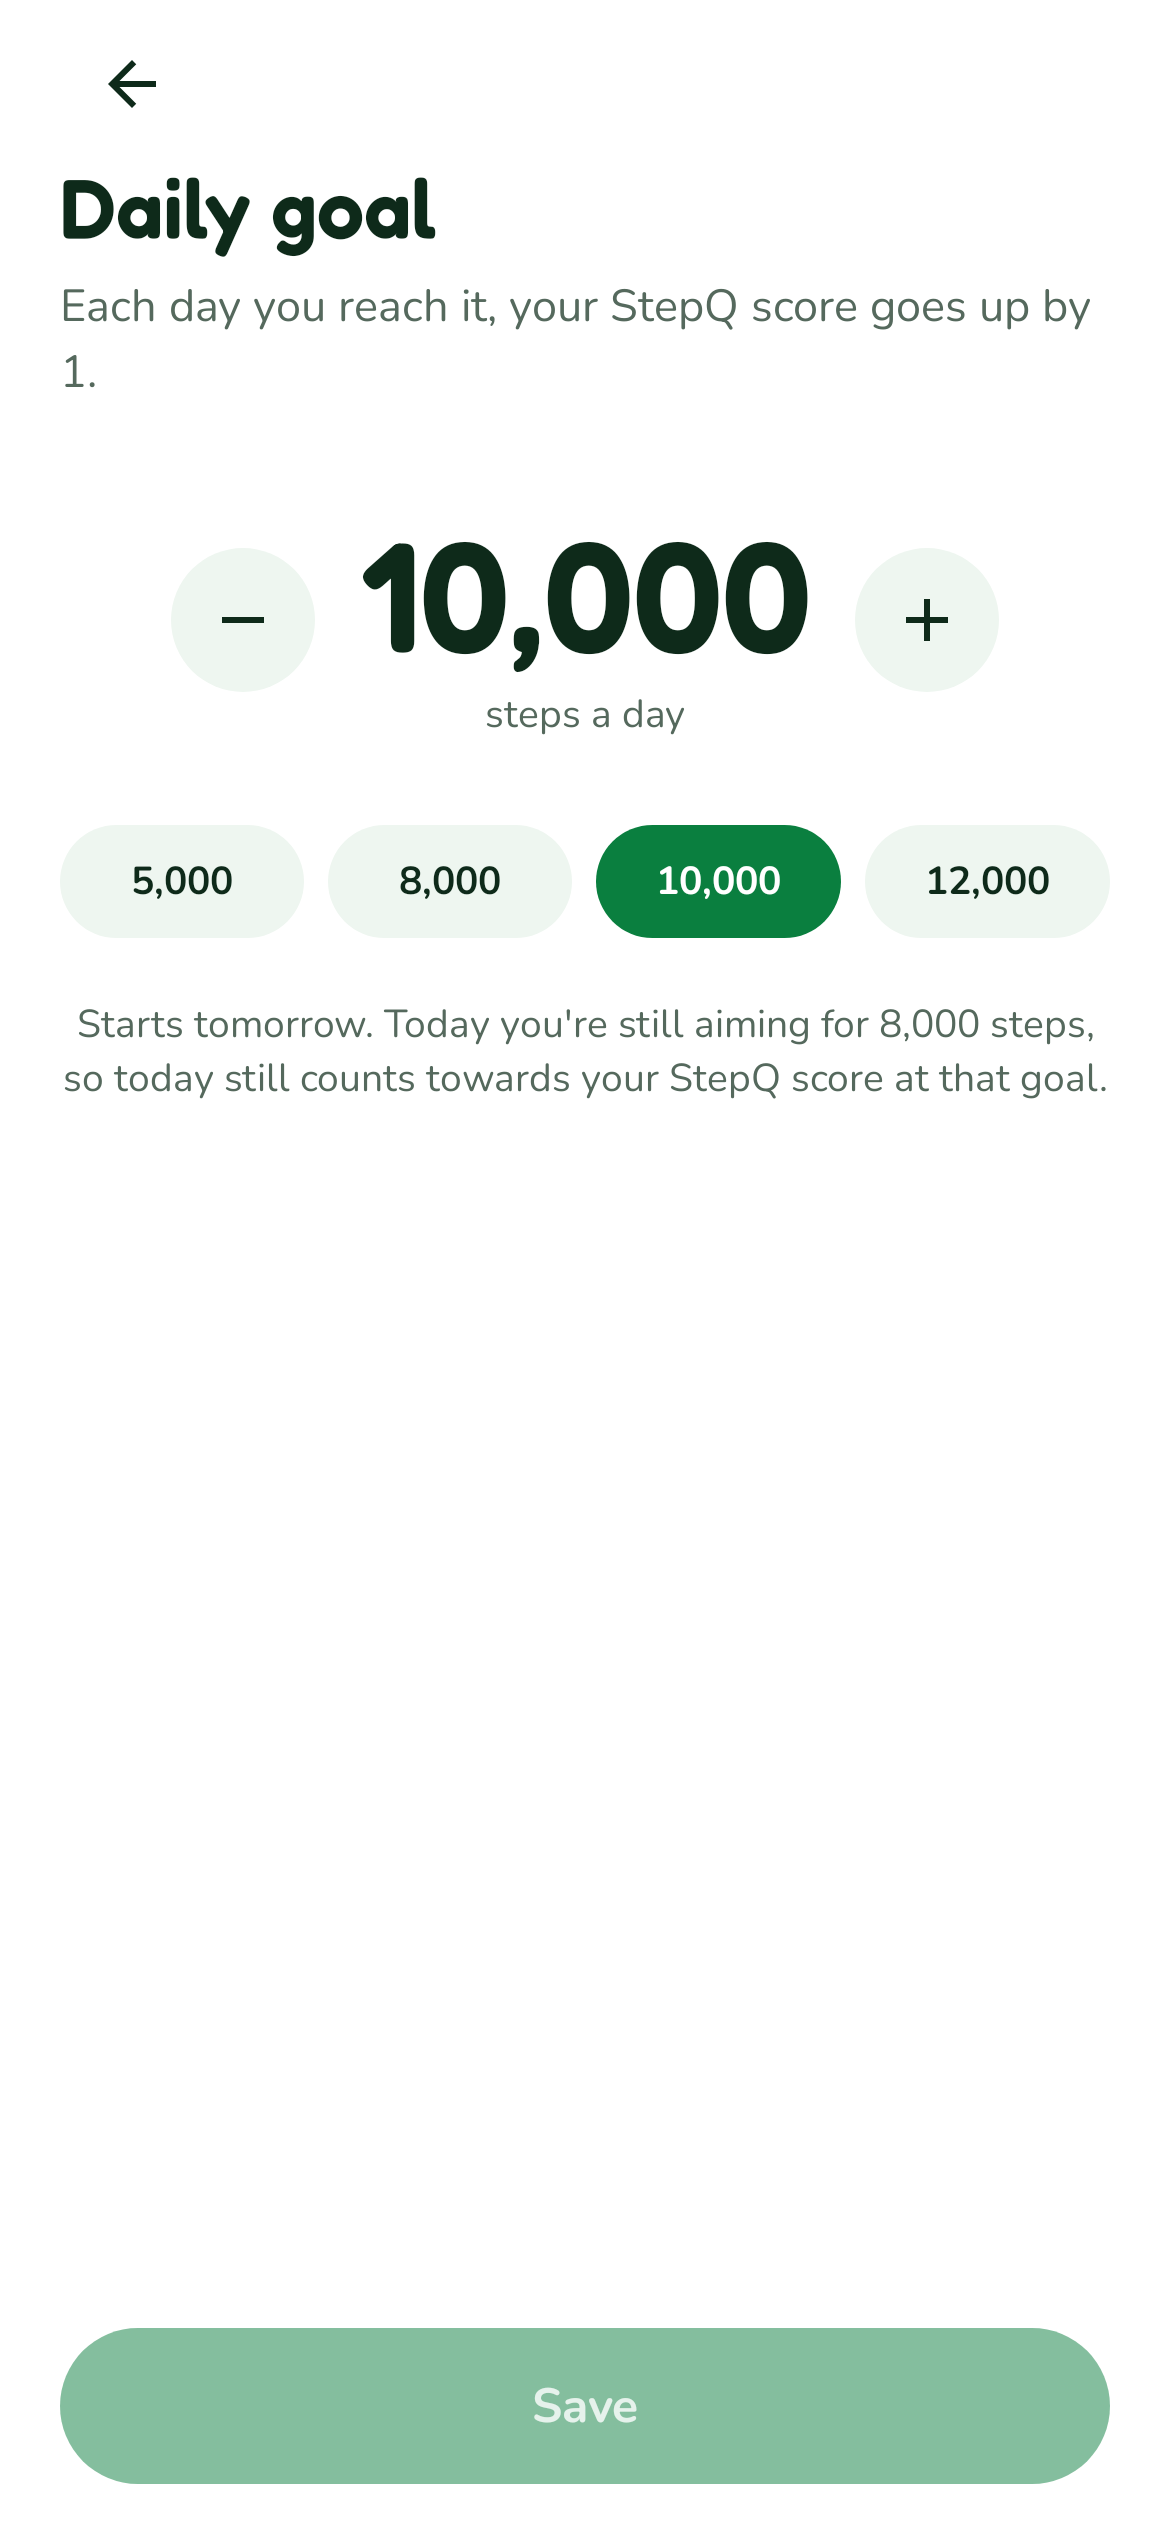 Daily goal
Each day you reach it, your StepQ score goes up by
1.
10,000
steps a day
5,000
8,000
10,000
12,000
Starts tomorrow. Today you're still aiming for 8,000 steps,
so today still counts towards your StepQ score at that goal.
Save